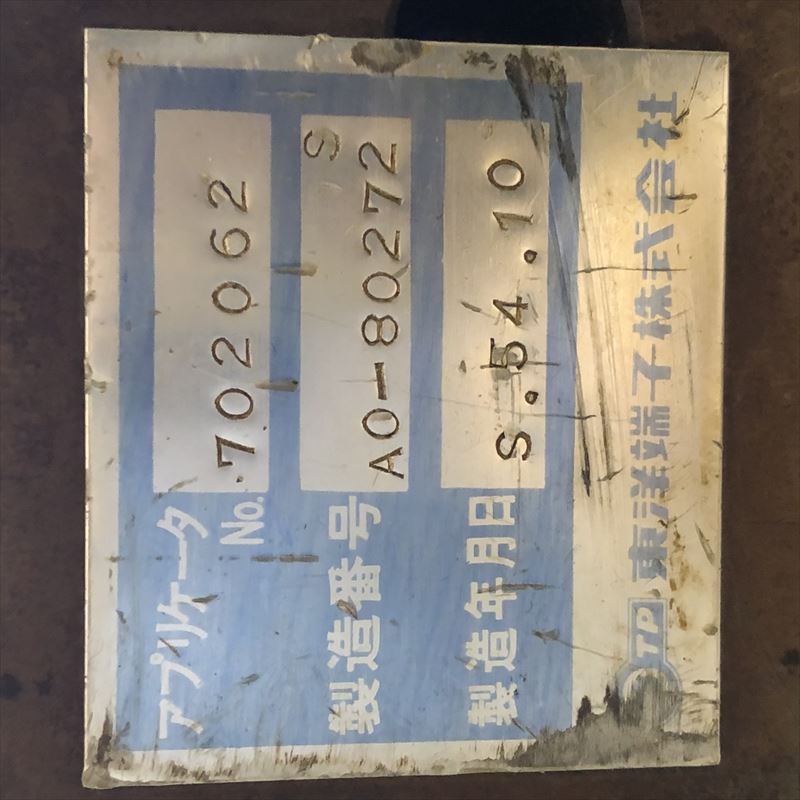 アプリケータ
No. 702062
製造番号 AO-80272 S
製造年月日 S.54.10
TP 東洋端子株式会社